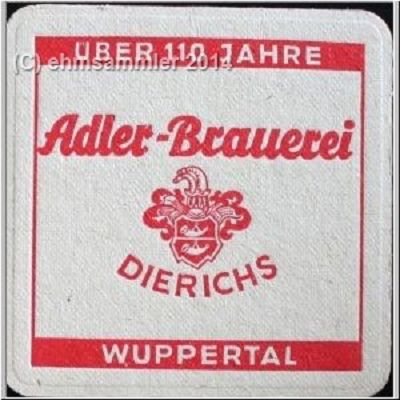 ÜBER 110 JAHRE
(C) ehmsammler 2014
Adler-Brauerei
DIERICHS
WUPPERTAL